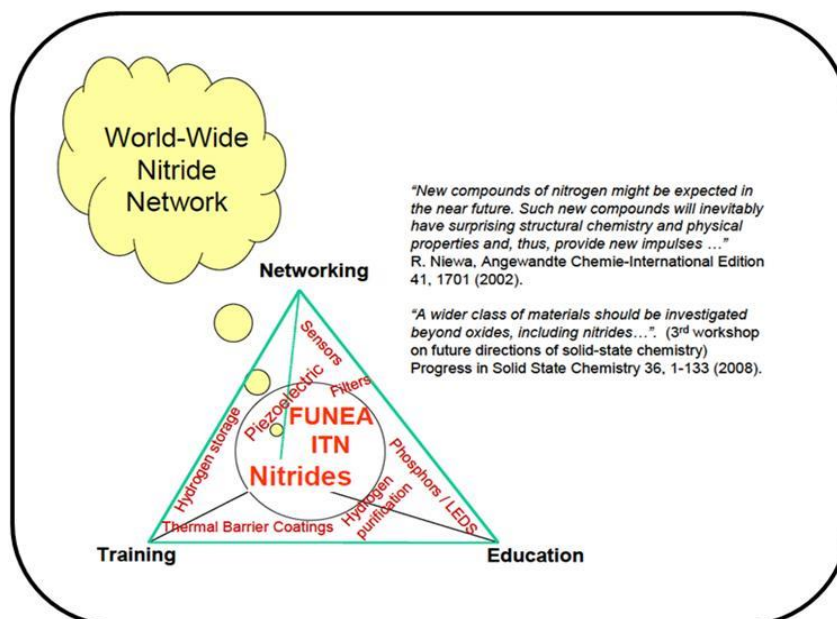 World-Wide
Nitride
Network
“New compounds of nitrogen might be expected in
the near future. Such new compounds will inevitably
have surprising structural chemistry and physical
properties and, thus, provide new impulses …”
R. Niewa, Angewandte Chemie-International Edition
41, 1701 (2002).
“A wider class of materials should be investigated
beyond oxides, including nitrides…”. (3rd workshop
on future directions of solid-state chemistry)
Progress in Solid State Chemistry 36, 1-133 (2008).
Networking
Sensors
Piezoelectric
Filters
Hydrogen storage
FUNEA
ITN
Nitrides
Phosphors / LEDS
Hydrogen
purification
Thermal Barrier Coatings
Training
Education